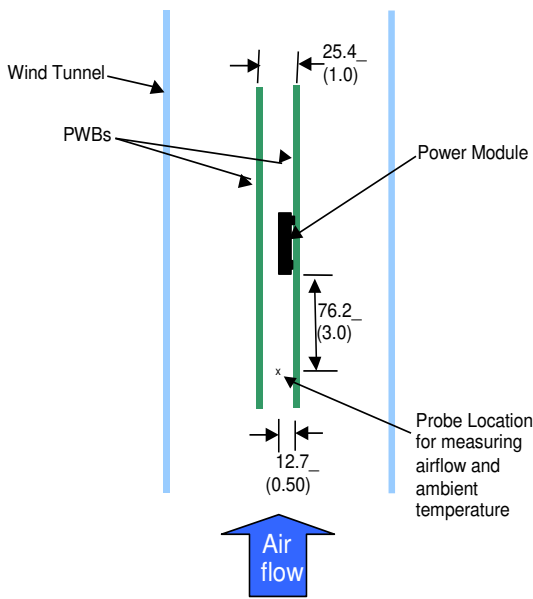 25.4_
(1.0)
Wind Tunnel
PWBs
Power Module
76.2_
(3.0)
x
Probe Location
for measuring
airflow and
ambient
temperature
12.7_
(0.50)
Air
flow